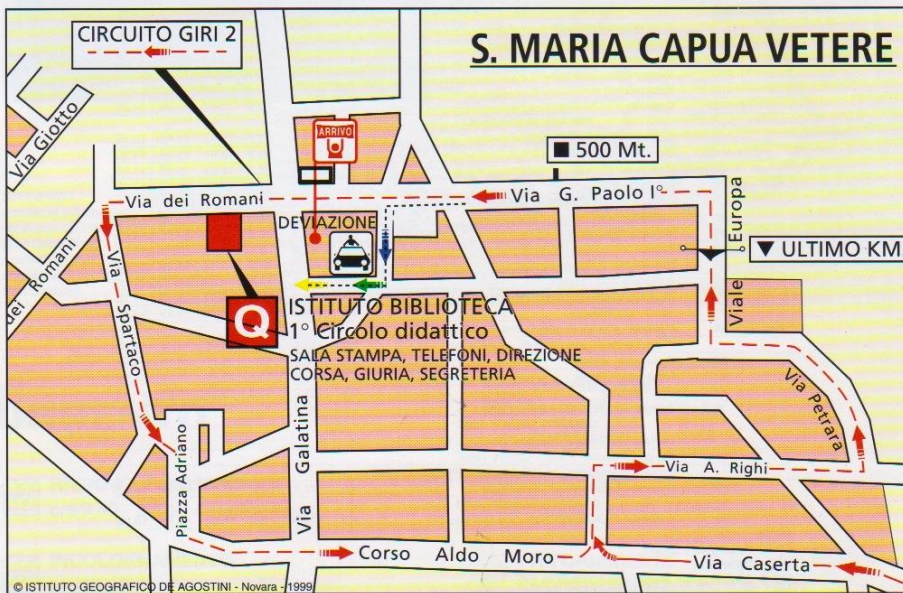 CIRCUITO GIRI 2
S. MARIA CAPUA VETERE
Via Giotto
ARRIVO
500 Mt.
Via dei Romani
Via G. Paolo I°
DEVIAZIONE
Viale Europa
ULTIMO KM
dei Romani
Via Spartaco
Q
ISTITUTO BIBLIOTECA
1° Circolo didattico
SALA STAMPA, TELEFONI, DIREZIONE
CORSA, GIURIA, SEGRETERIA
Via Petrara
Piazza Adriano
Via Galatina
Via A. Righi
Corso Aldo Moro
Via Caserta
© ISTITUTO GEOGRAFICO DE AGOSTINI - Novara - 1999